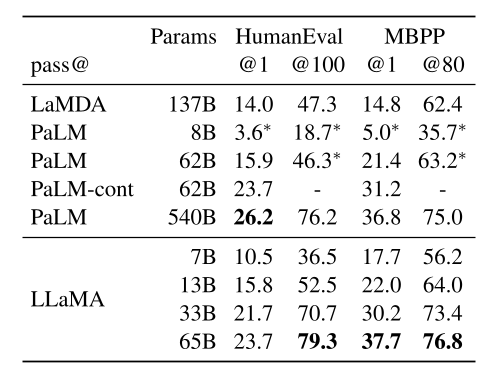 Params HumanEval MBPP
pass@ @1 @100 @1 @80
LaMDA 137B 14.0 47.3 14.8 62.4
PaLM 8B 3.6* 18.7* 5.0* 35.7*
PaLM 62B 15.9 46.3* 21.4 63.2*
PaLM-cont 62B 23.7 - 31.2 -
PaLM 540B 26.2 76.2 36.8 75.0
7B 10.5 36.5 17.7 56.2
13B 15.8 52.5 22.0 64.0
LLaMA
33B 21.7 70.7 30.2 73.4
65B 23.7 79.3 37.7 76.8